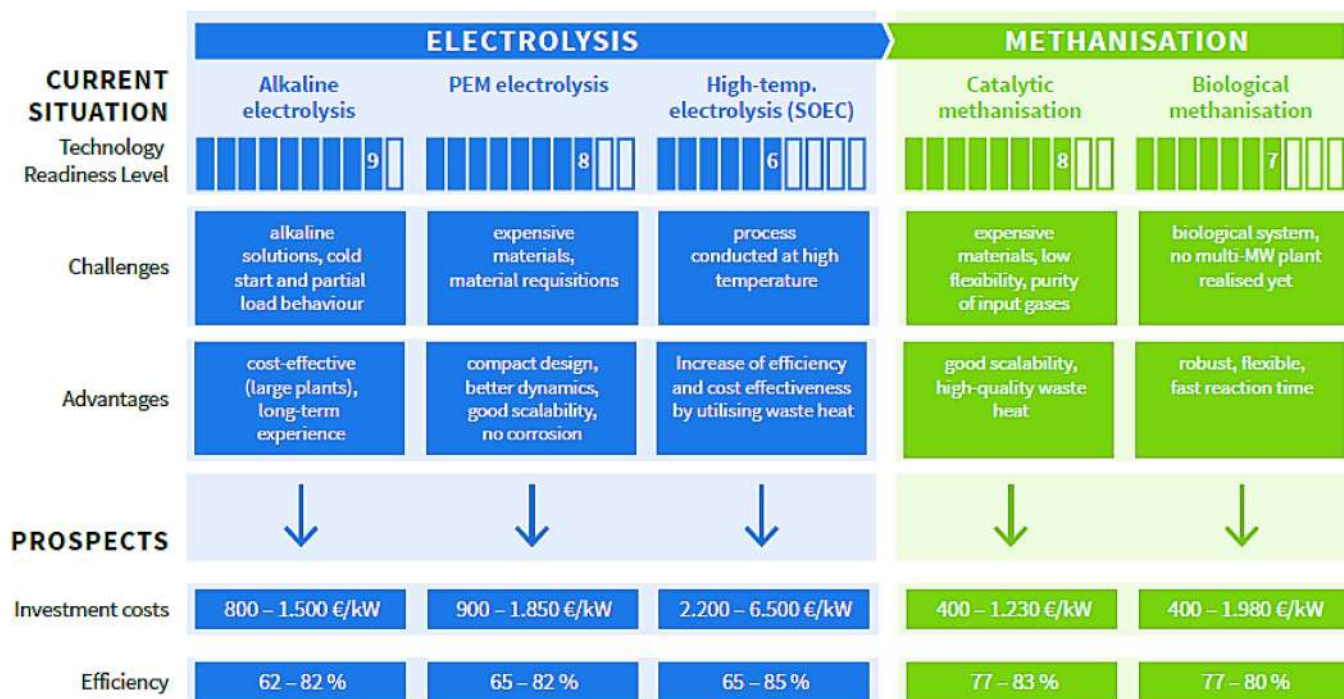 ELECTROLYSIS
METHANISATION
CURRENT
SITUATION
Alkaline
electrolysis
PEM electrolysis
High-temp.
electrolysis (SOEC)
Catalytic
methanisation
Biological
methanisation
Technology
Readiness Level
9
8
6
8
7
Challenges
alkaline
solutions, cold
start and partial
load behaviour
expensive
materials,
material requisitions
process
conducted at high
temperature
expensive
materials, low
flexibility, purity
of input gases
biological system,
no multi-MW plant
realised yet
Advantages
cost-effective
(large plants),
long-term
experience
compact design,
better dynamics,
good scalability,
no corrosion
Increase of efficiency
and cost effectiveness
by utilising waste heat
good scalability,
high-quality waste
heat
robust, flexible,
fast reaction time
PROSPECTS
Investment costs
800 – 1.500 €/kW
900 – 1.850 €/kW
2.200 – 6.500 €/kW
400 – 1.230 €/kW
400 – 1.980 €/kW
Efficiency
62 – 82 %
65 – 82 %
65 – 85 %
77 – 83 %
77 – 80 %